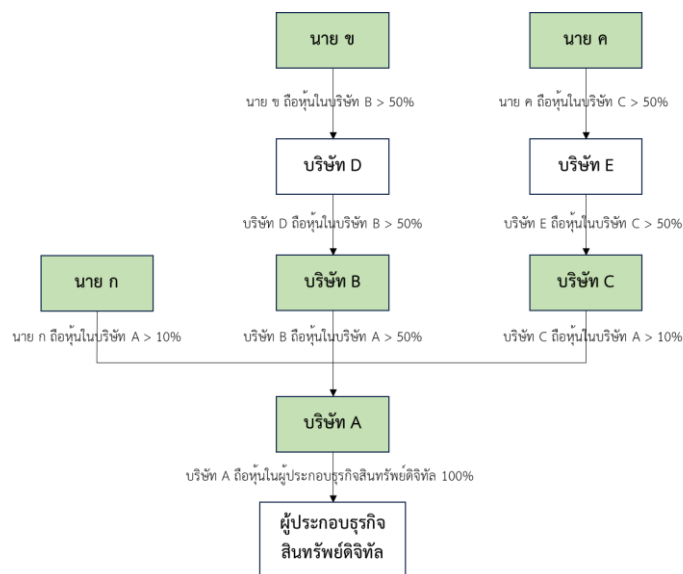 นาย ข
นาย ค
นาย ข ถือหุ้นในบริษัท B > 50%
นาย ค ถือหุ้นในบริษัท C > 50%
บริษัท D
บริษัท E
บริษัท D ถือหุ้นในบริษัท B > 50%
บริษัท E ถือหุ้นในบริษัท C > 50%
นาย ก
บริษัท B
บริษัท C
นาย ก ถือหุ้นในบริษัท A > 10%
บริษัท B ถือหุ้นในบริษัท A > 50%
บริษัท C ถือหุ้นในบริษัท A > 10%
บริษัท A
บริษัท A ถือหุ้นในผู้ประกอบธุรกิจสินทรัพย์ดิจิทัล 100%
ผู้ประกอบธุรกิจ
สินทรัพย์ดิจิทัล